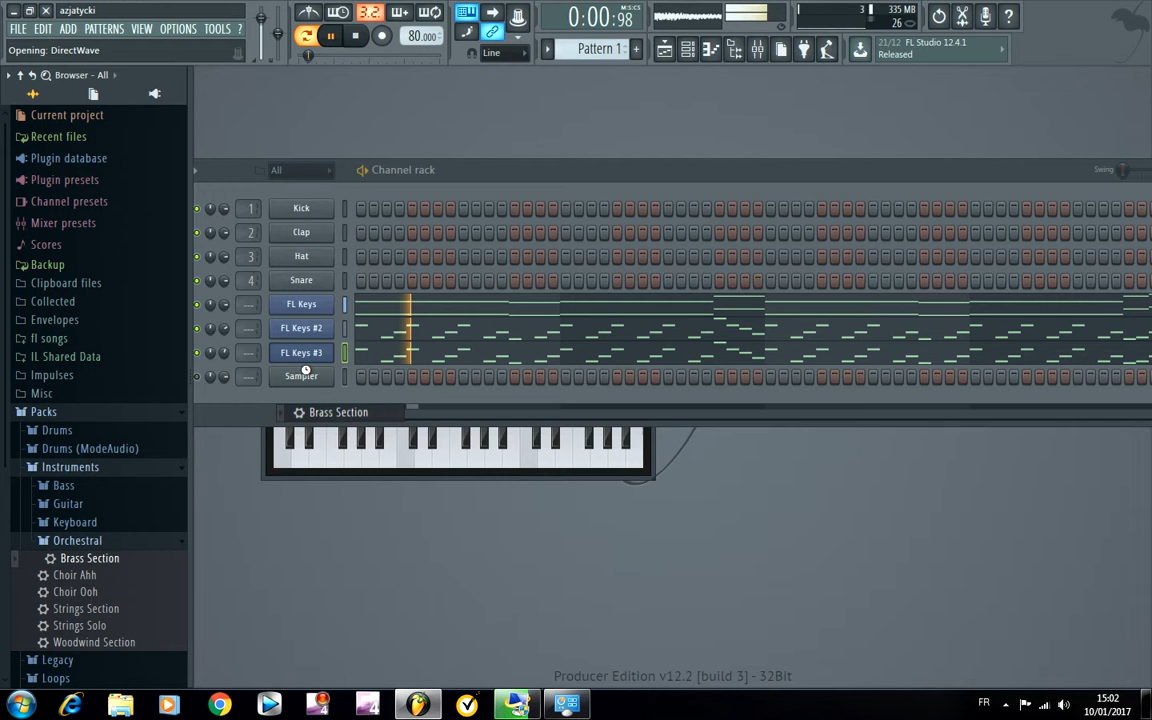 azjatycki
FILE EDIT ADD PATTERNS VIEW OPTIONS TOOLS ?
Opening: DirectWave
3.2.
80.000
0:00:98
M:S:CS
Line
Pattern 1
3
335 MB
26
21/12 FL Studio 12.4.1
Released
Browser - All
Current project
Recent files
Plugin database
Plugin presets
Channel presets
Mixer presets
Scores
Backup
Clipboard files
Collected
Envelopes
fl songs
IL Shared Data
Impulses
Misc
Packs
Drums
Drums (ModeAudio)
Instruments
Bass
Guitar
Keyboard
Orchestral
Brass Section
Choir Ahh
Choir Ooh
Strings Section
Strings Solo
Woodwind Section
Legacy
Loops
All
Channel rack
Swing
1 Kick
2 Clap
3 Hat
4 Snare
--- FL Keys
--- FL Keys #2
--- FL Keys #3
--- Sampler
Brass Section
Producer Edition v12.2 [build 3] - 32Bit
FR
15:02
10/01/2017